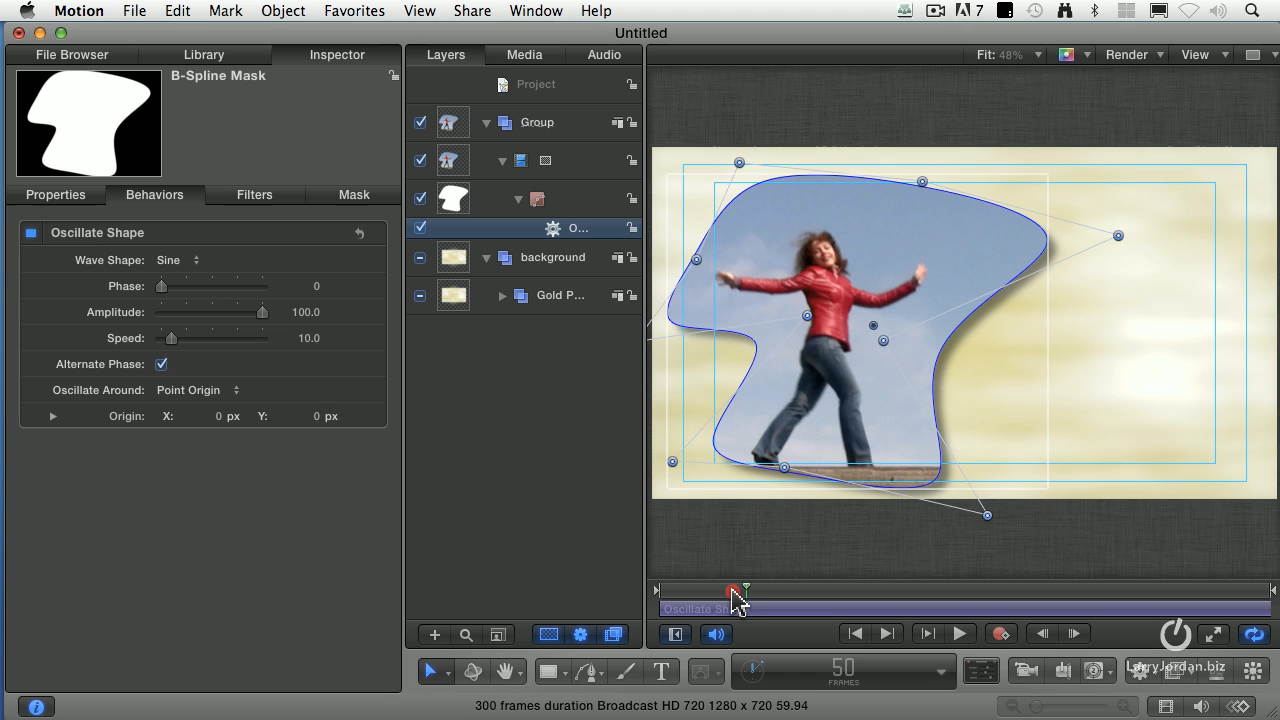 Motion File Edit Mark Object Favorites View Share Window Help 7
Untitled
File Browser Library Inspector
Layers Media Audio
Fit: 48% Render View
B-Spline Mask
Project
Group
Properties Behaviors Filters Mask
Oscillate Shape
O...
Wave Shape: Sine
background
Phase: 0
Gold P...
Amplitude: 100.0
Speed: 10.0
Alternate Phase:
Oscillate Around: Point Origin
Origin: X: 0 px Y: 0 px
Oscillate Sh
T
50
FRAMES
LarryJordan.biz
300 frames duration Broadcast HD 720 1280 x 720 59.94